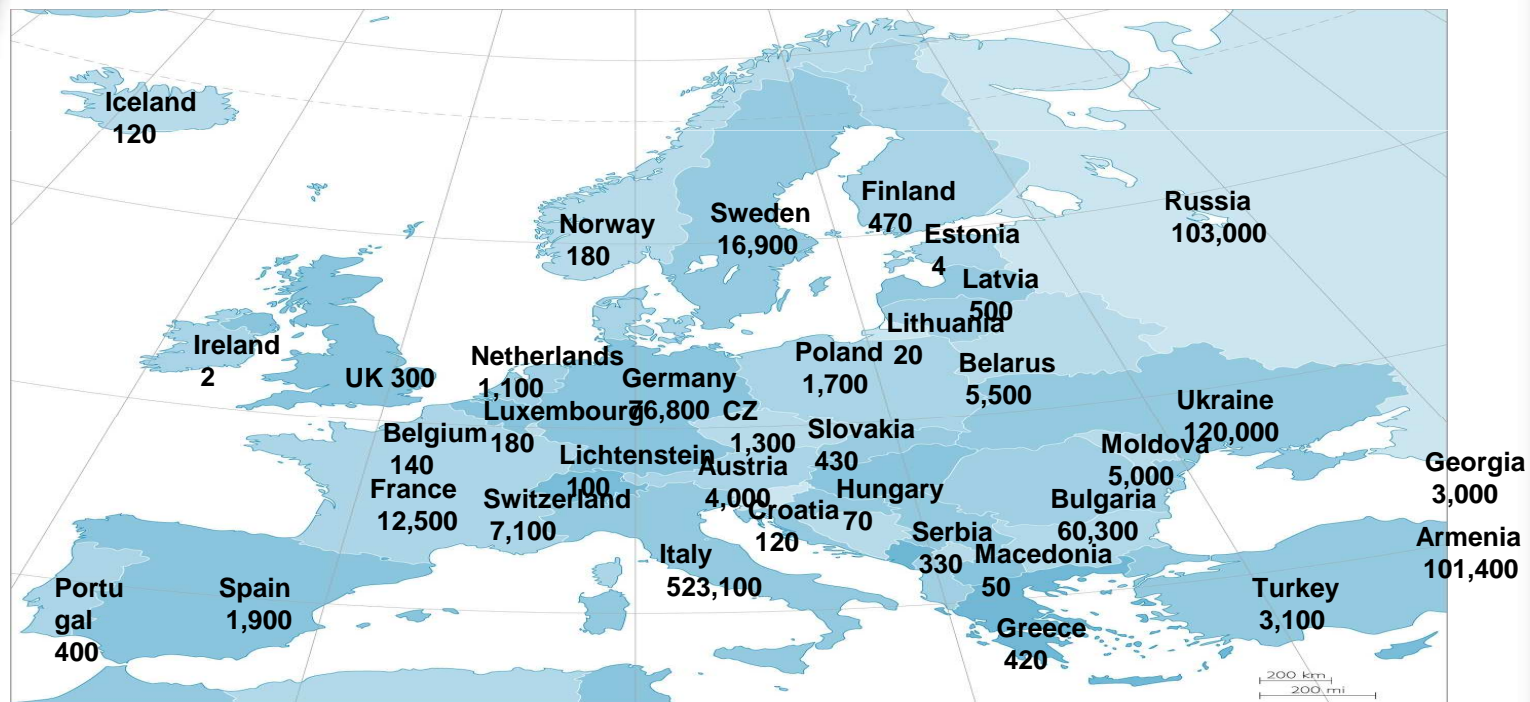 Iceland
120
Norway
180
Sweden
16,900
Finland
470
Estonia
4
Latvia
500
Lithuania
20
Russia
103,000
Ireland
2
UK 300
Netherlands
1,100
Luxembourg
180
Germany
76,800
Poland
1,700
Belarus
5,500
Ukraine
120,000
Belgium
140
CZ
1,300
Slovakia
430
Moldova
5,000
Georgia
3,000
France
12,500
Lichtenstein
100
Switzerland
7,100
Austria
4,000
Croatia
120
Hungary
70
Bulgaria
60,300
Serbia
330
Macedonia
50
Armenia
101,400
Portu
gal
400
Spain
1,900
Italy
523,100
Greece
420
Turkey
3,100
200 km
200 mi